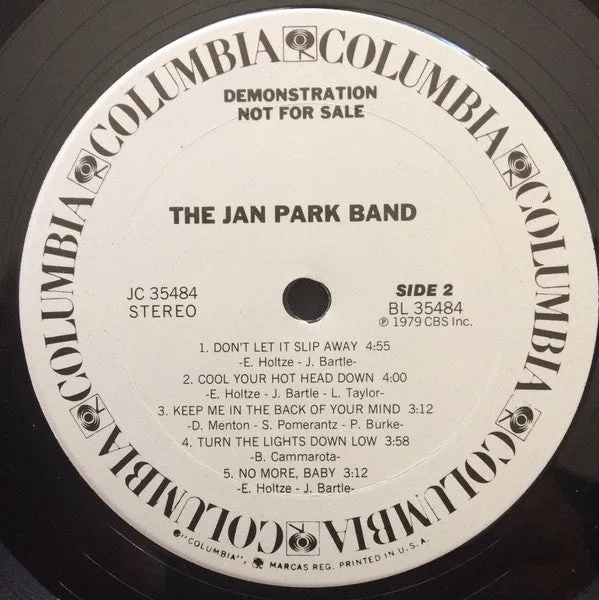 COLUMBIA COLUMBIA COLUMBIA COLUMBIA COLUMBIA COLUMBIA COLUMBIA COLUMBIA
DEMONSTRATION
NOT FOR SALE
THE JAN PARK BAND
JC 35484
STEREO
SIDE 2
BL 35484
℗ 1979 CBS Inc.
1. DON'T LET IT SLIP AWAY 4:55
-E. Holtze - J. Bartle-
2. COOL YOUR HOT HEAD DOWN 4:00
-E. Holtze - J. Bartle - L. Taylor-
3. KEEP ME IN THE BACK OF YOUR MIND 3:12
-D. Menton - S. Pomerantz - P. Burke-
4. TURN THE LIGHTS DOWN LOW 3:58
-B. Cammarota-
5. NO MORE, BABY 3:12
-E. Holtze - J. Bartle-
"COLUMBIA", MARCAS REG. PRINTED IN U.S.A.